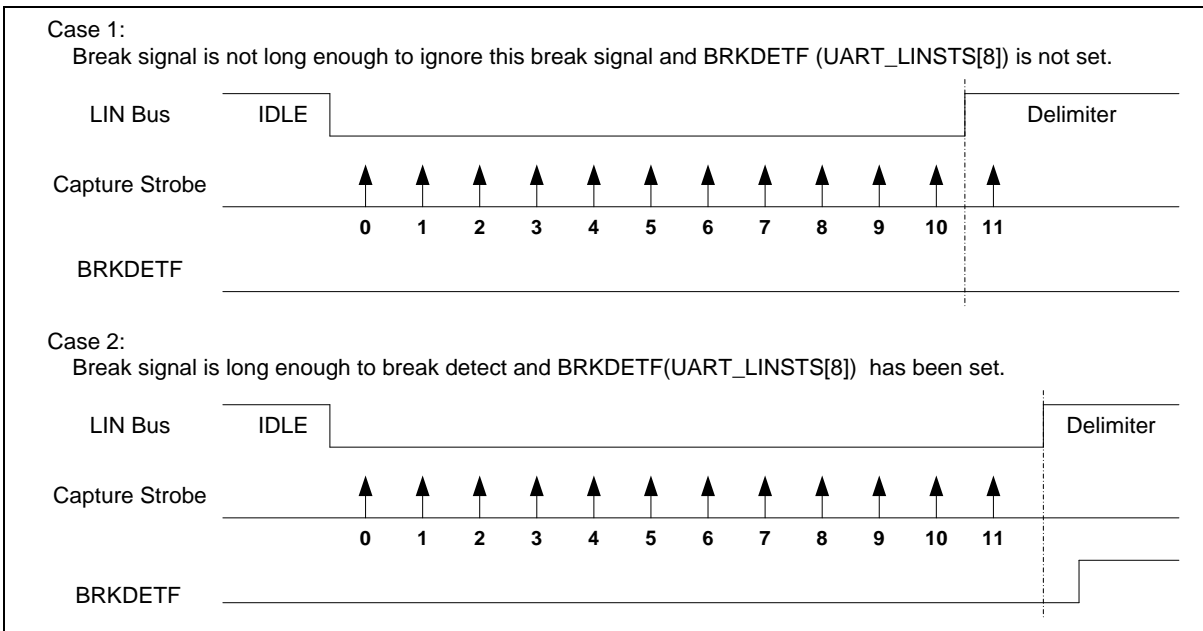 Case 1:
Break signal is not long enough to ignore this break signal and BRKDETF (UART_LINSTS[8]) is not set.
LIN Bus IDLE Delimiter
Capture Strobe
0 1 2 3 4 5 6 7 8 9 10 11
BRKDETF
Case 2:
Break signal is long enough to break detect and BRKDETF(UART_LINSTS[8]) has been set.
LIN Bus IDLE Delimiter
Capture Strobe
0 1 2 3 4 5 6 7 8 9 10 11
BRKDETF